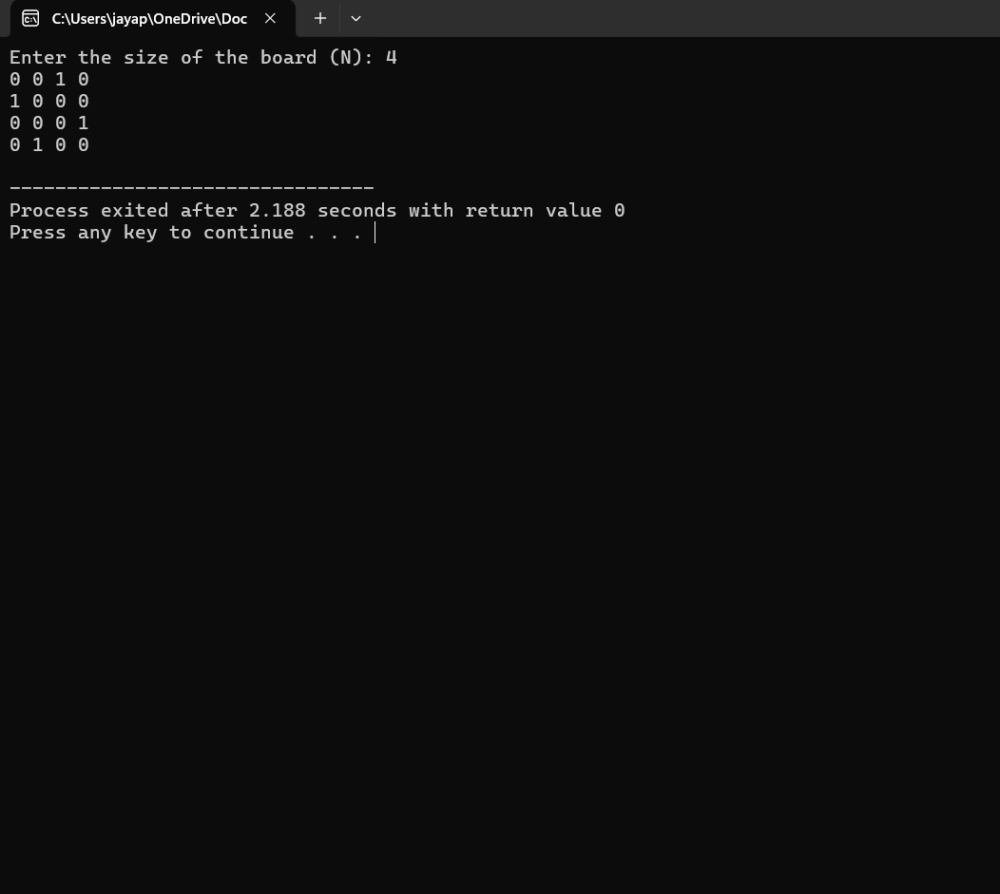 C:\Users\jayap\OneDrive\Doc
Enter the size of the board (N): 4
0 0 1 0
1 0 0 0
0 0 0 1
0 1 0 0
--------------------------------
Process exited after 2.188 seconds with return value 0
Press any key to continue . . .